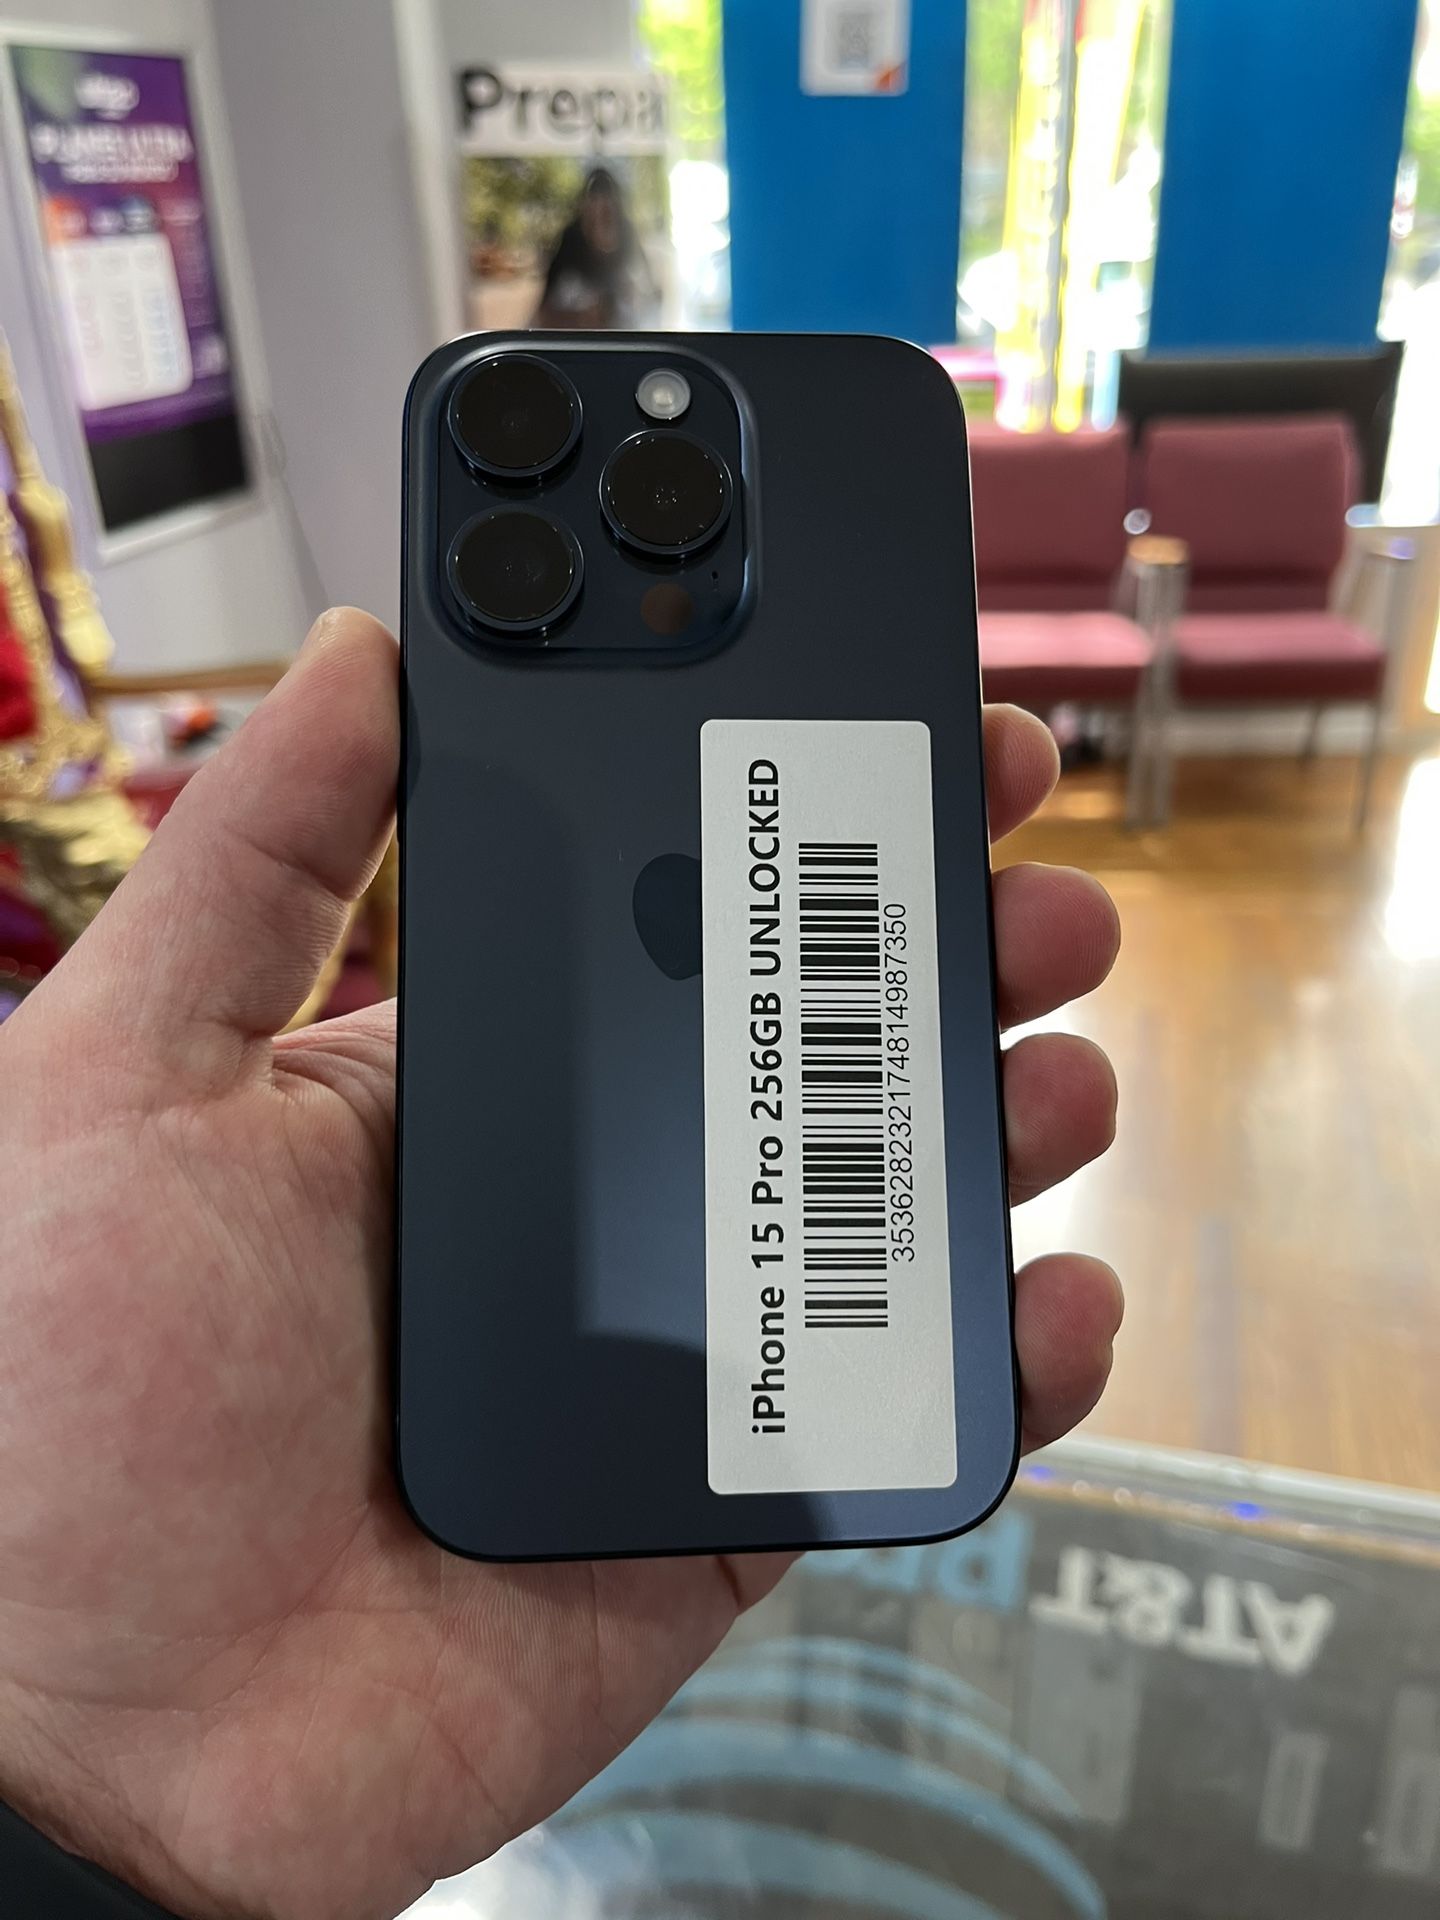 Prepa
iPhone 15 Pro 256GB UNLOCKED
353628232174814987350
AT&T